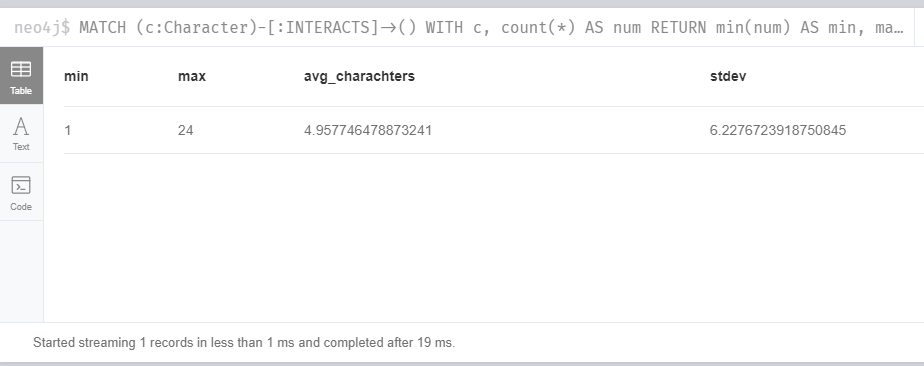 neo4j$ MATCH (c:Character)-[:INTERACTS]->() WITH c, count(*) AS num RETURN min(num) AS min, ma…
min max avg_charachters stdev
Table
1 24 4.957746478873241 6.2276723918750845
Text
Code
Started streaming 1 records in less than 1 ms and completed after 19 ms.